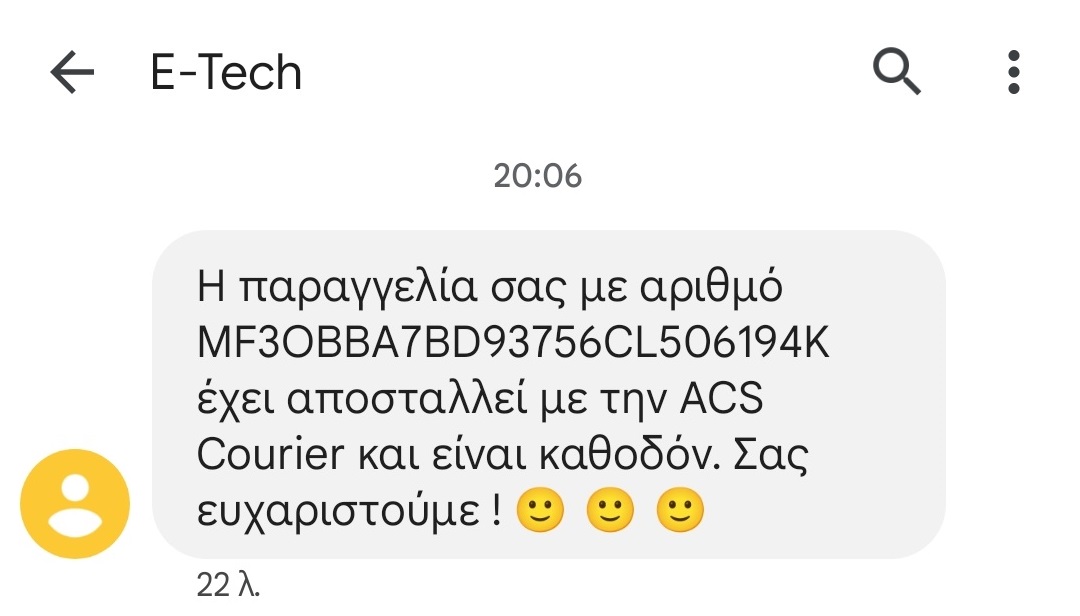 E-Tech
20:06
Η παραγγελία σας με αριθμό
MF3OBBA7BD93756CL506194K
έχει αποσταλλεί με την ACS
Courier και είναι καθοδόν. Σας
ευχαριστούμε ! 🙂 🙂 🙂
22 λ.